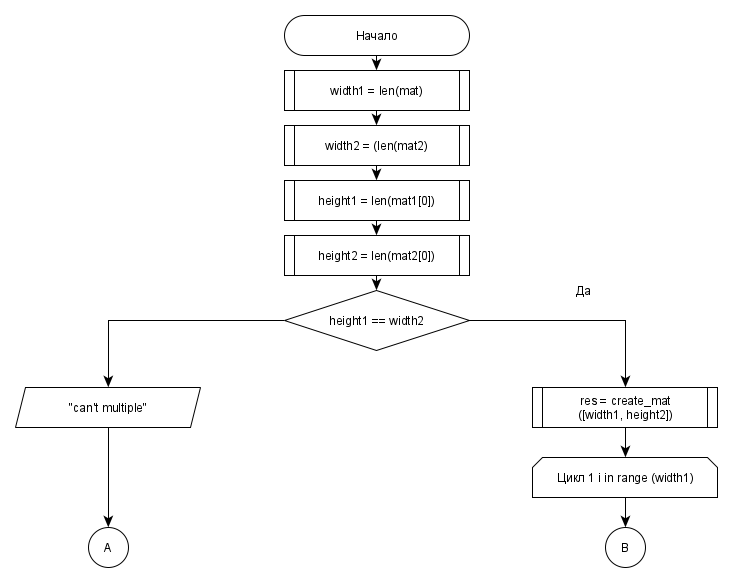 Начало
width1 = len(mat)
width2 = (len(mat2)
height1 = len(mat1[0])
height2 = len(mat2[0])
Да
height1 == width2
"can't multiple"
res = create_mat
([width1, height2])
Цикл 1 i in range (width1)
A
B